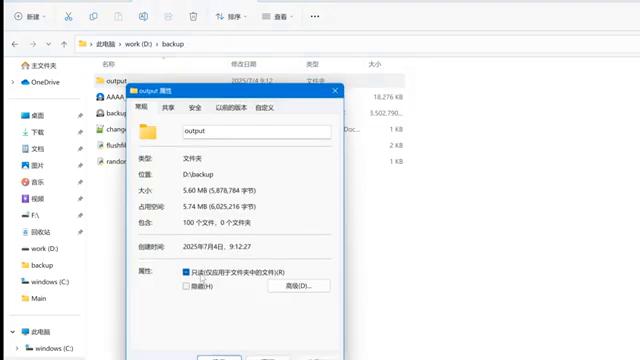 新建 排序 查看 ...
此电脑 work (D:) backup
名称 修改日期 类型 大小
主文件夹
OneDrive
桌面
下载
文档
图片
音乐
视频
F:\
回收站
work (D:)
backup
windows (C:)
Main
此电脑
windows (C:)
output 2025/7/4 9:12 文件夹
AAAA 18,276 KB
backup 3,502,790...
change Doc... 1 KB
flushfi 2 KB
randor 1 KB
output 属性
常规 共享 安全 以前的版本 自定义
output
类型: 文件夹
位置: D:\backup
大小: 5.60 MB (5,878,784 字节)
占用空间: 5.74 MB (6,025,216 字节)
包含: 100 个文件，0 个文件夹
创建时间: 2025年7月4日，9:12:27
属性: 只读(仅应用于文件夹中的文件)(R)
隐藏(H) 高级(D)...